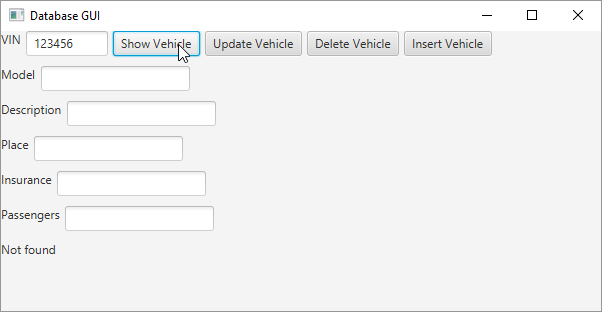 Database GUI
VIN 123456 Show Vehicle Update Vehicle Delete Vehicle Insert Vehicle
Model
Description
Place
Insurance
Passengers
Not found